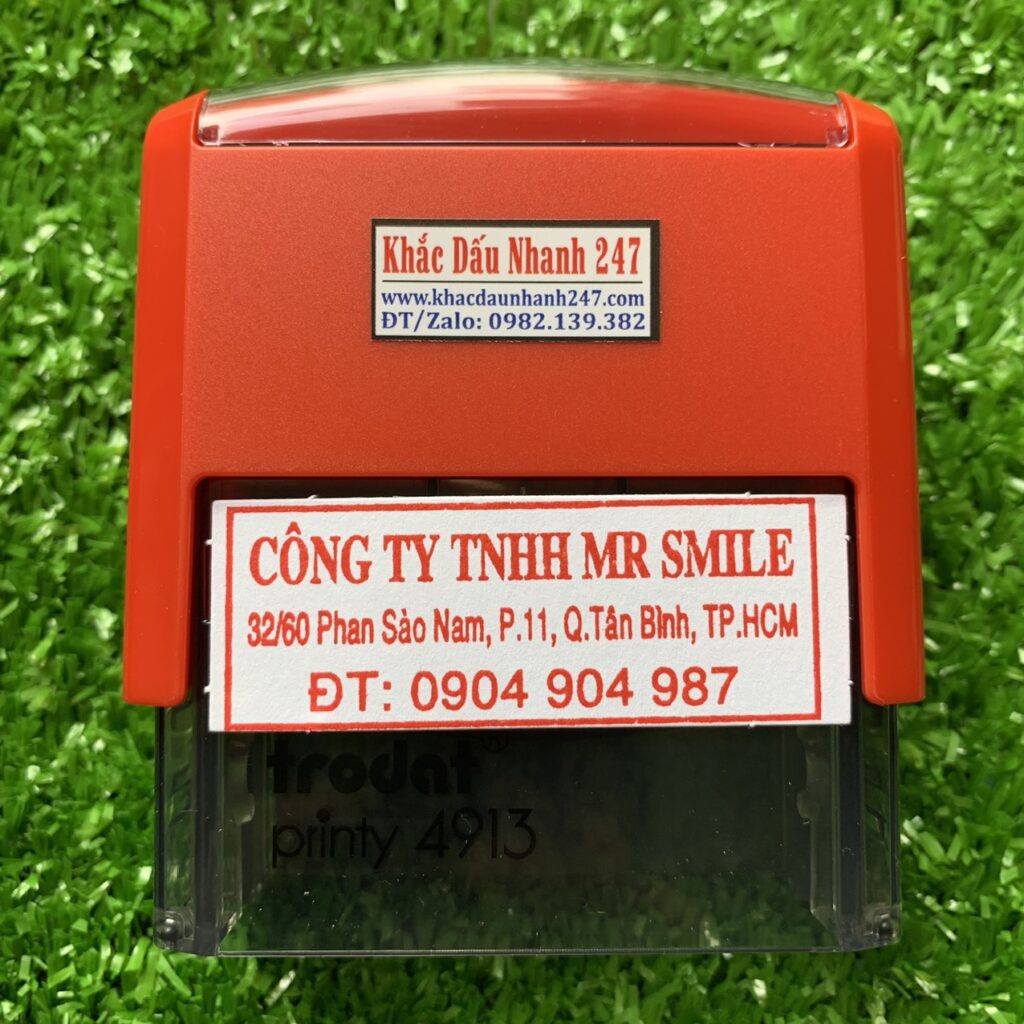 Khắc Dấu Nhanh 247
www.khacdaunhanh247.com
ĐT/Zalo: 0982.139.382
CÔNG TY TNHH MR SMILE
32/60 Phan Sào Nam, P.11, Q.Tân Bình, TP.HCM
ĐT: 0904 904 987
trodat®
printy 4913